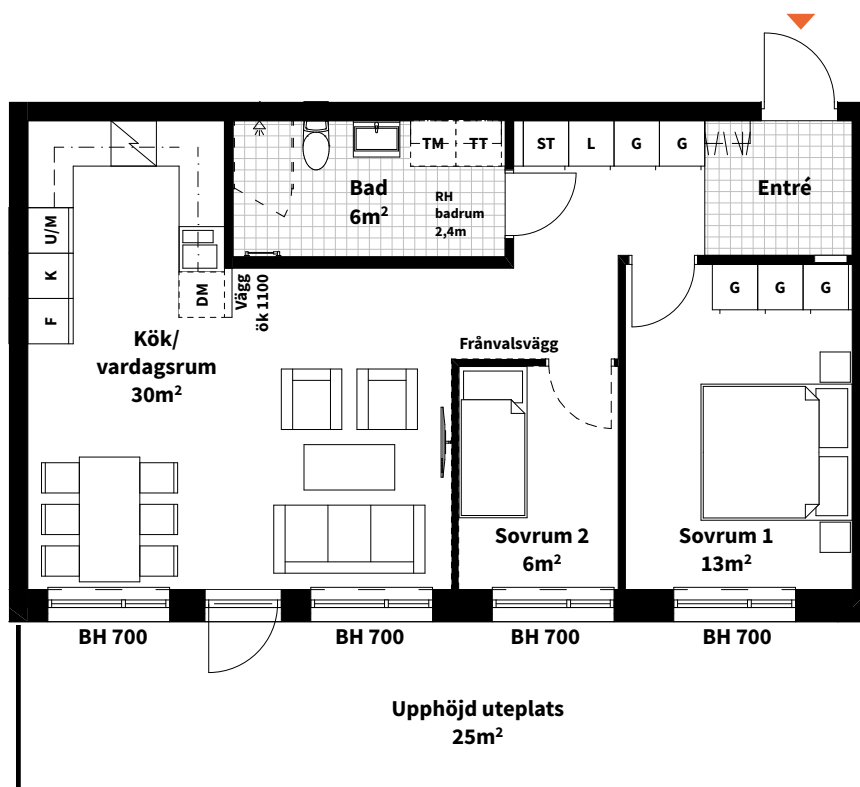 TM
TT
ST
L
G
G
Bad
6m²
RH
badrum
2,4m
Entré
U/M
K
F
DM
Vägg
ök 1100
G
G
G
Kök/
vardagsrum
30m²
Frånvalsvägg
Sovrum 2
6m²
Sovrum 1
13m²
BH 700
BH 700
BH 700
BH 700
Upphöjd uteplats
25m²